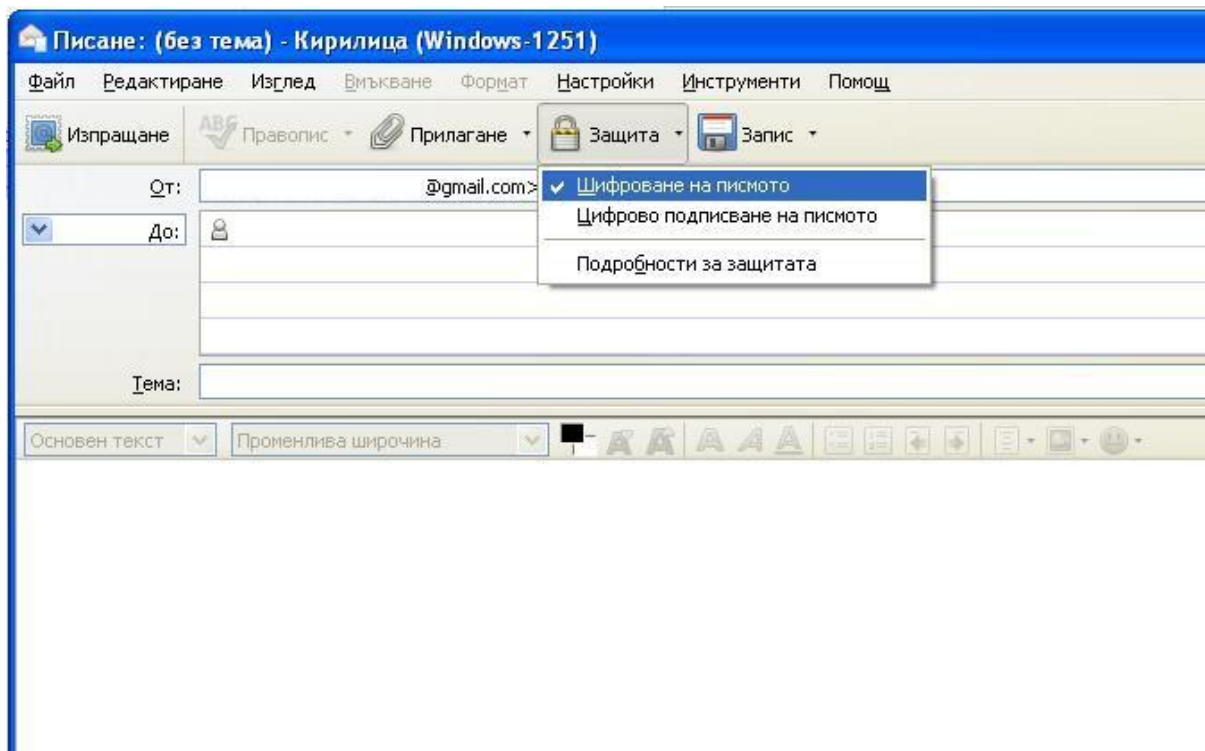 Писане: (без тема) - Кирилица (Windows-1251)
Файл Редактиране Изглед Вмъкване Формат Настройки Инструменти Помощ
Изпращане ABC Правопис Прилагане Защита Запис
От: @gmail.com>
Шифроване на писмото
До:
Цифрово подписване на писмото
Подробности за защитата
Тема:
Основен текст Променлива широчина